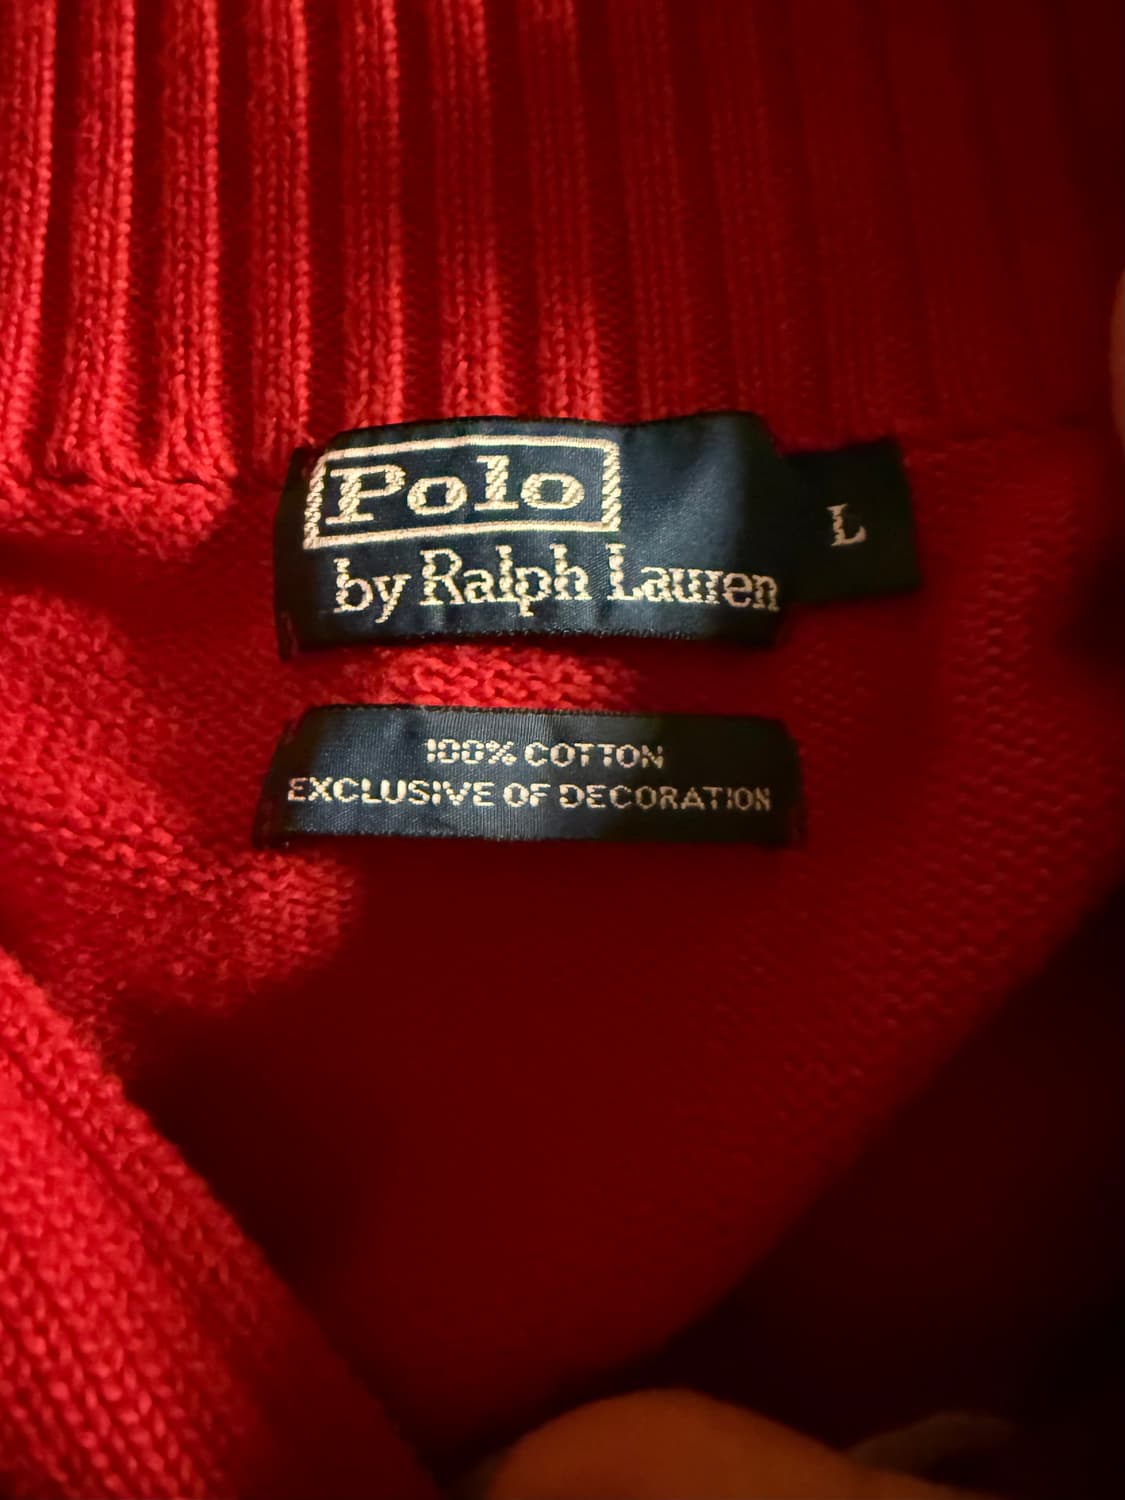 Polo
by Ralph Lauren
L
100% COTTON
EXCLUSIVE OF DECORATION